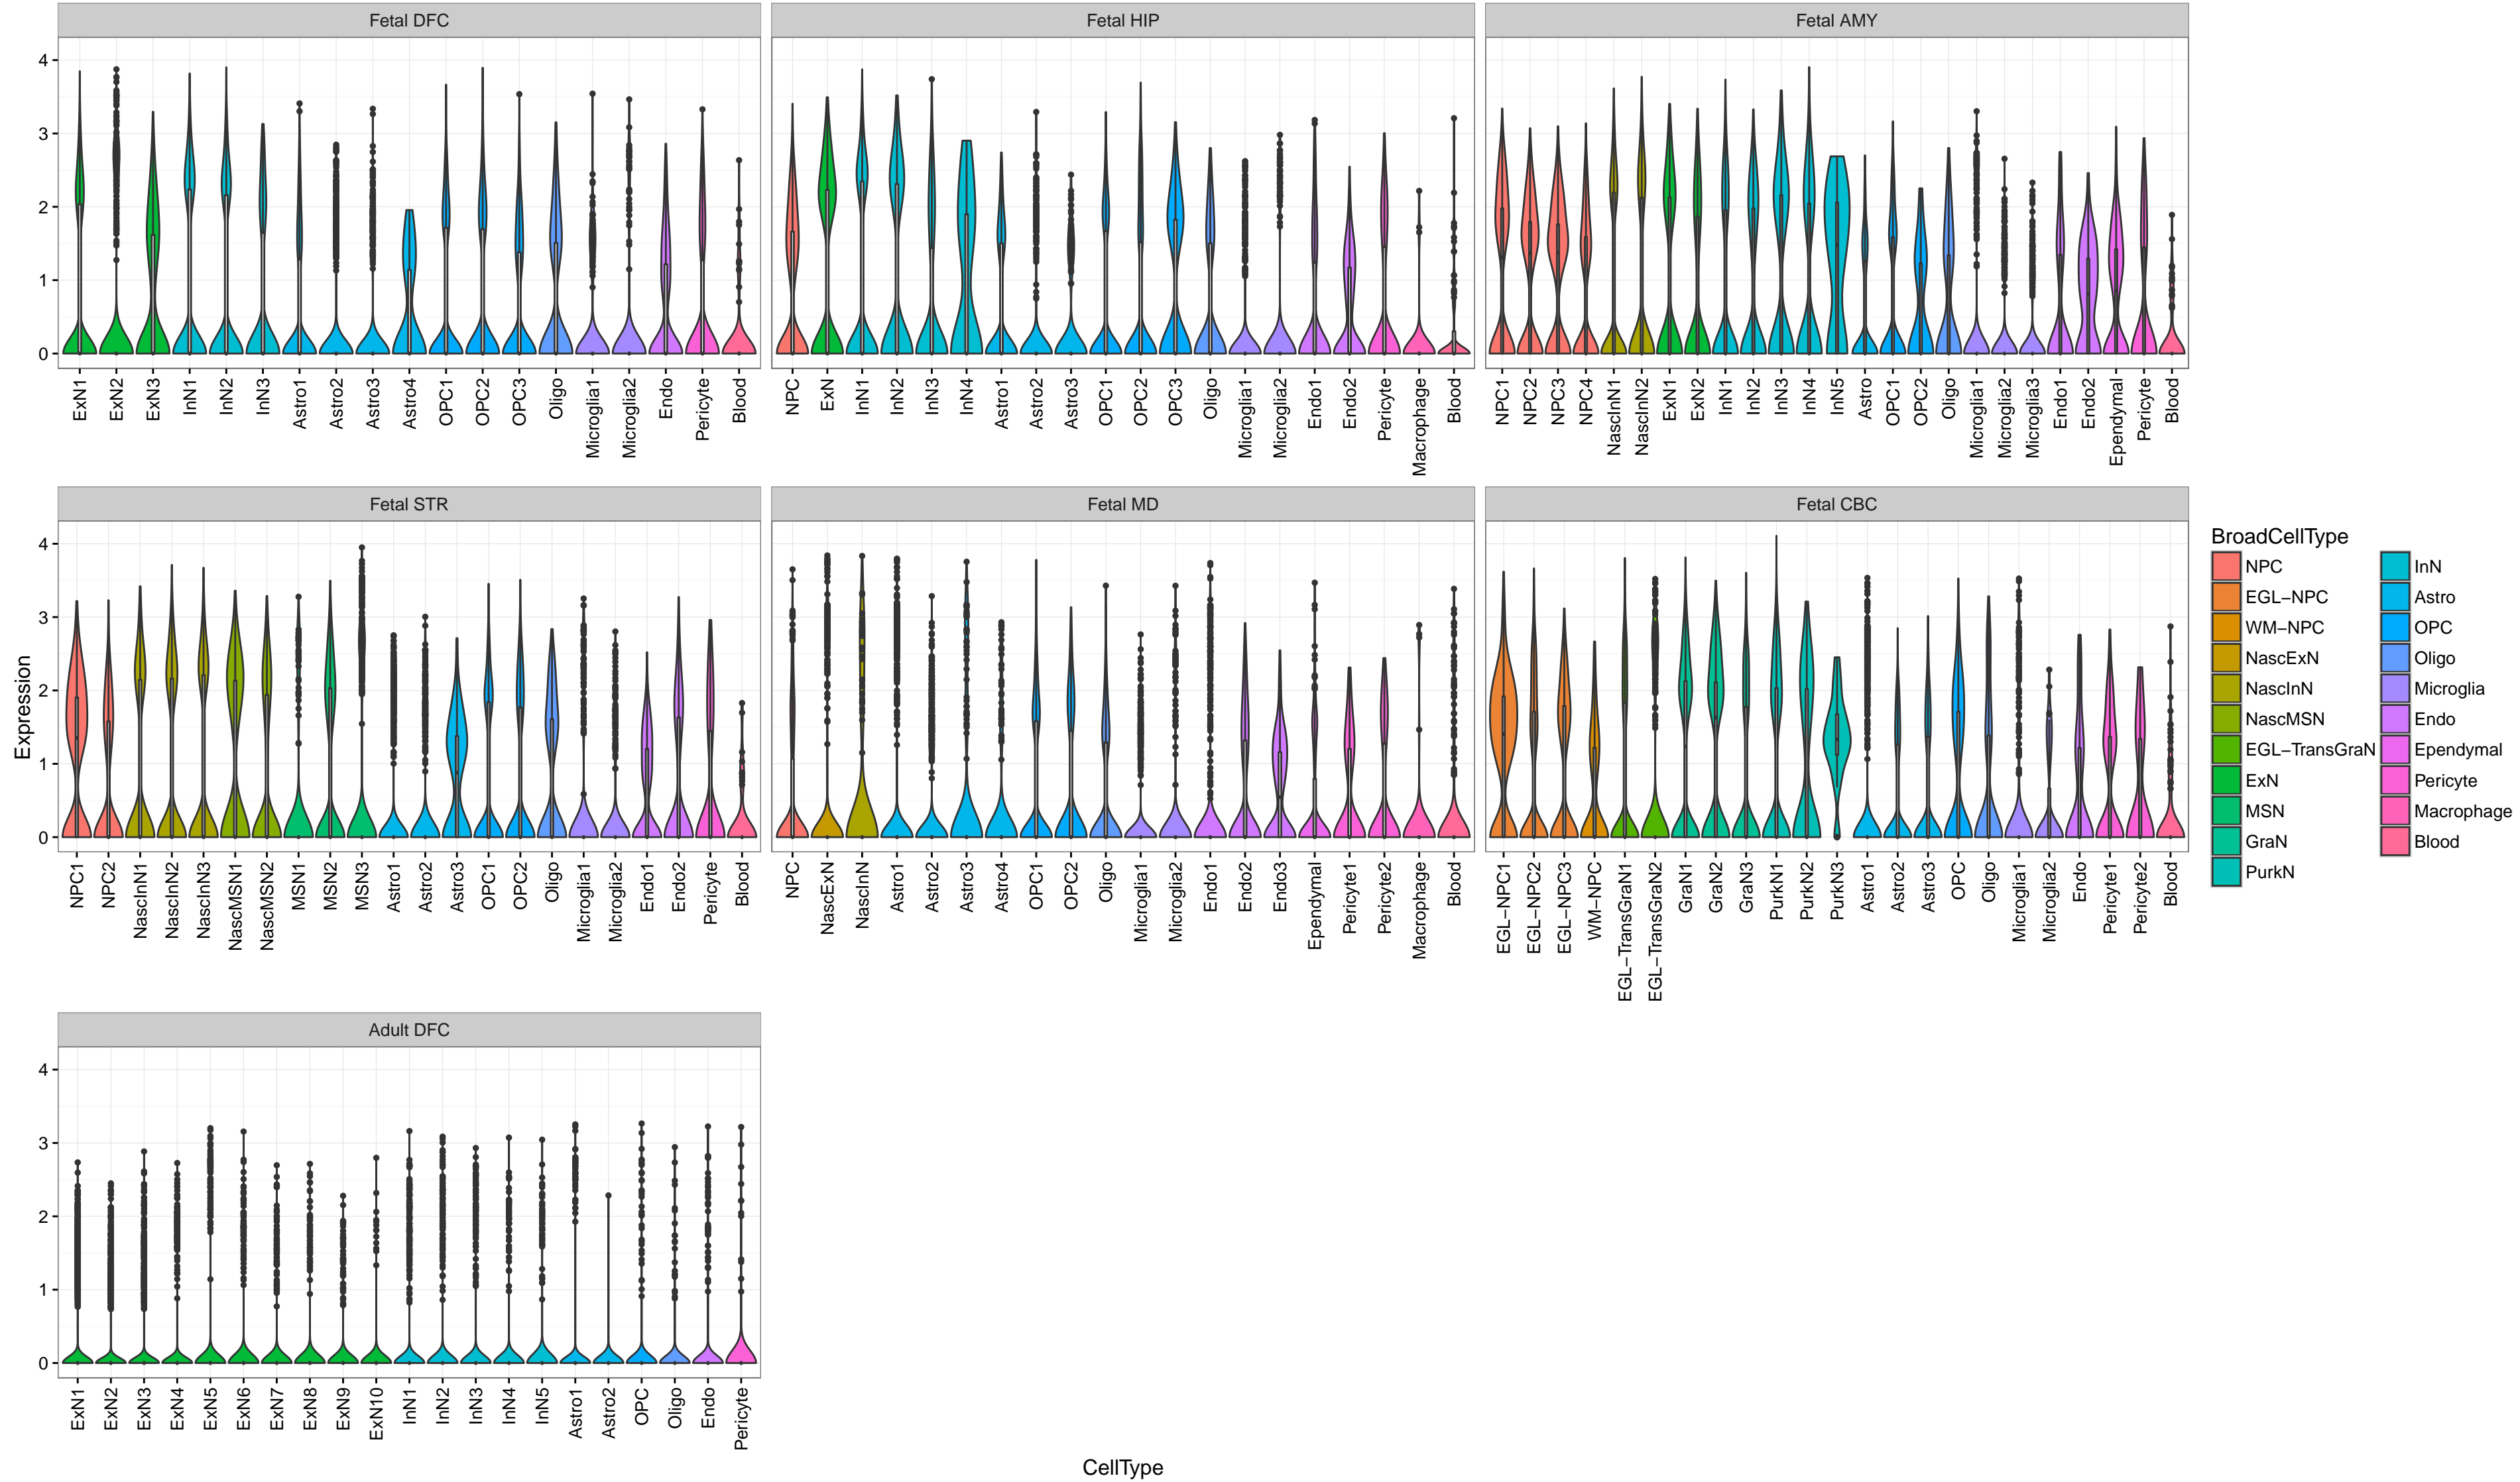 Fetal DFC
Fetal HIP
Fetal AMY
4
3
2
1
0
ExN1 ExN2 ExN3 InN1 InN2 InN3 Astro1 Astro2 Astro3 Astro4 OPC1 OPC2 OPC3 Oligo Microglia1 Microglia2 Endo Pericyte Blood
NPC ExN InN1 InN2 InN3 InN4 Astro1 Astro2 Astro3 OPC1 OPC2 OPC3 Oligo Microglia1 Microglia2 Endo1 Endo2 Pericyte Macrophage Blood
NPC1 NPC2 NPC3 NPC4 NascInN1 NascInN2 ExN1 ExN2 InN1 InN2 InN3 InN4 InN5 Astro OPC1 OPC2 Oligo Microglia1 Microglia2 Microglia3 Endo1 Endo2 Ependymal Pericyte Blood
Fetal STR
Fetal MD
Fetal CBC
Expression
4
3
2
1
0
NPC1 NPC2 NascInN1 NascInN2 NascInN3 NascMSN1 NascMSN2 MSN1 MSN2 MSN3 Astro1 Astro2 Astro3 OPC1 OPC2 Oligo Microglia1 Microglia2 Endo1 Endo2 Pericyte Blood
NPC NascExN NascInN Astro1 Astro2 Astro3 Astro4 OPC1 OPC2 Oligo Microglia1 Microglia2 Endo1 Endo2 Endo3 Ependymal Pericyte1 Pericyte2 Macrophage Blood
EGL−NPC1 EGL−NPC2 EGL−NPC3 WM−NPC EGL−TransGraN1 EGL−TransGraN2 GraN1 GraN2 GraN3 PurkN1 PurkN2 PurkN3 Astro1 Astro2 Astro3 OPC Oligo Microglia1 Microglia2 Endo Pericyte1 Pericyte2 Blood
BroadCellType
NPC
EGL−NPC
WM−NPC
NascExN
NascInN
NascMSN
EGL−TransGraN
ExN
MSN
GraN
PurkN
InN
Astro
OPC
Oligo
Microglia
Endo
Ependymal
Pericyte
Macrophage
Blood
Adult DFC
4
3
2
1
0
ExN1 ExN2 ExN3 ExN4 ExN5 ExN6 ExN7 ExN8 ExN9 ExN10 InN1 InN2 InN3 InN4 InN5 Astro1 Astro2 OPC Oligo Endo Pericyte
CellType